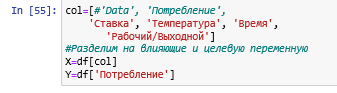 In [55]: col=[#'Data', 'Потребление',
'Ставка', 'Температура', 'Время',
'Рабочий/Выходной']
#Разделим на влияющие и целевую переменную
X=df[col]
Y=df['Потребление']